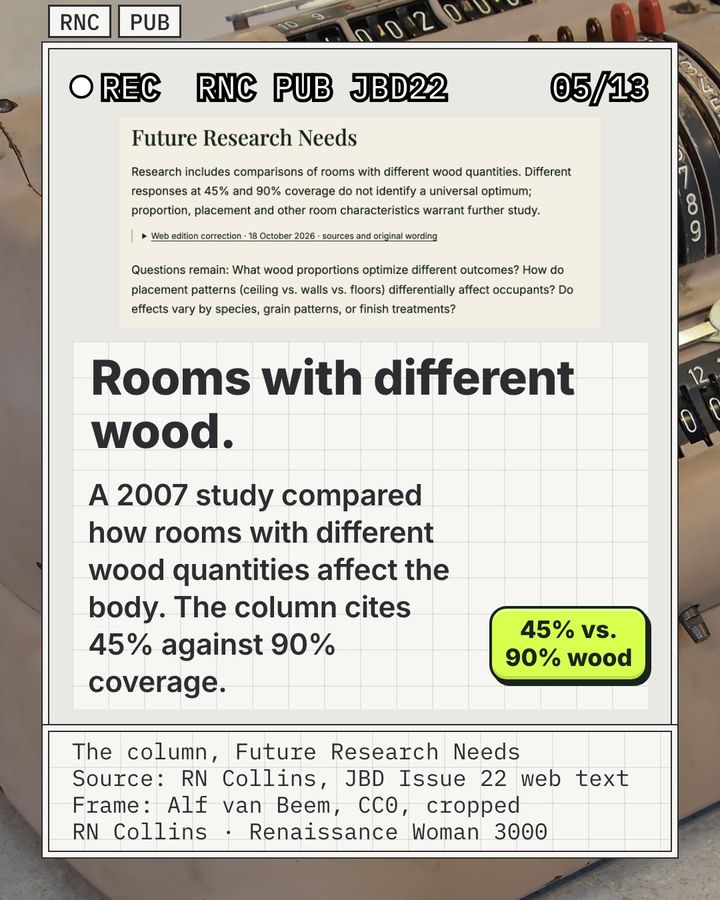 RNC PUB
REC RNC PUB JBD22 05/13
Future Research Needs
Research includes comparisons of rooms with different wood quantities. Different
responses at 45% and 90% coverage do not identify a universal optimum;
proportion, placement and other room characteristics warrant further study.
▸ Web edition correction · 18 October 2026 · sources and original wording
Questions remain: What wood proportions optimize different outcomes? How do
placement patterns (ceiling vs. walls vs. floors) differentially affect occupants? Do
effects vary by species, grain patterns, or finish treatments?
Rooms with different
wood.
A 2007 study compared
how rooms with different
wood quantities affect the
body. The column cites
45% against 90%
coverage.
45% vs.
90% wood
The column, Future Research Needs
Source: RN Collins, JBD Issue 22 web text
Frame: Alf van Beem, CC0, cropped
RN Collins · Renaissance Woman 3000